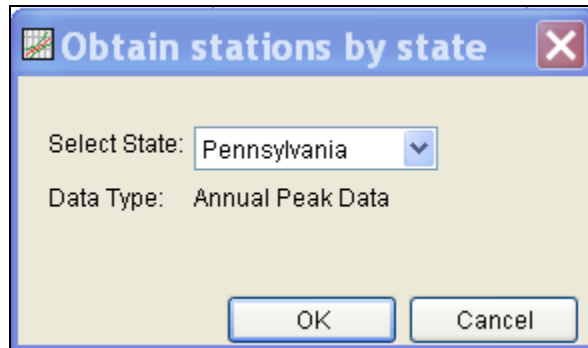 Obtain stations by state
Select State: Pennsylvania
Data Type: Annual Peak Data
OK Cancel